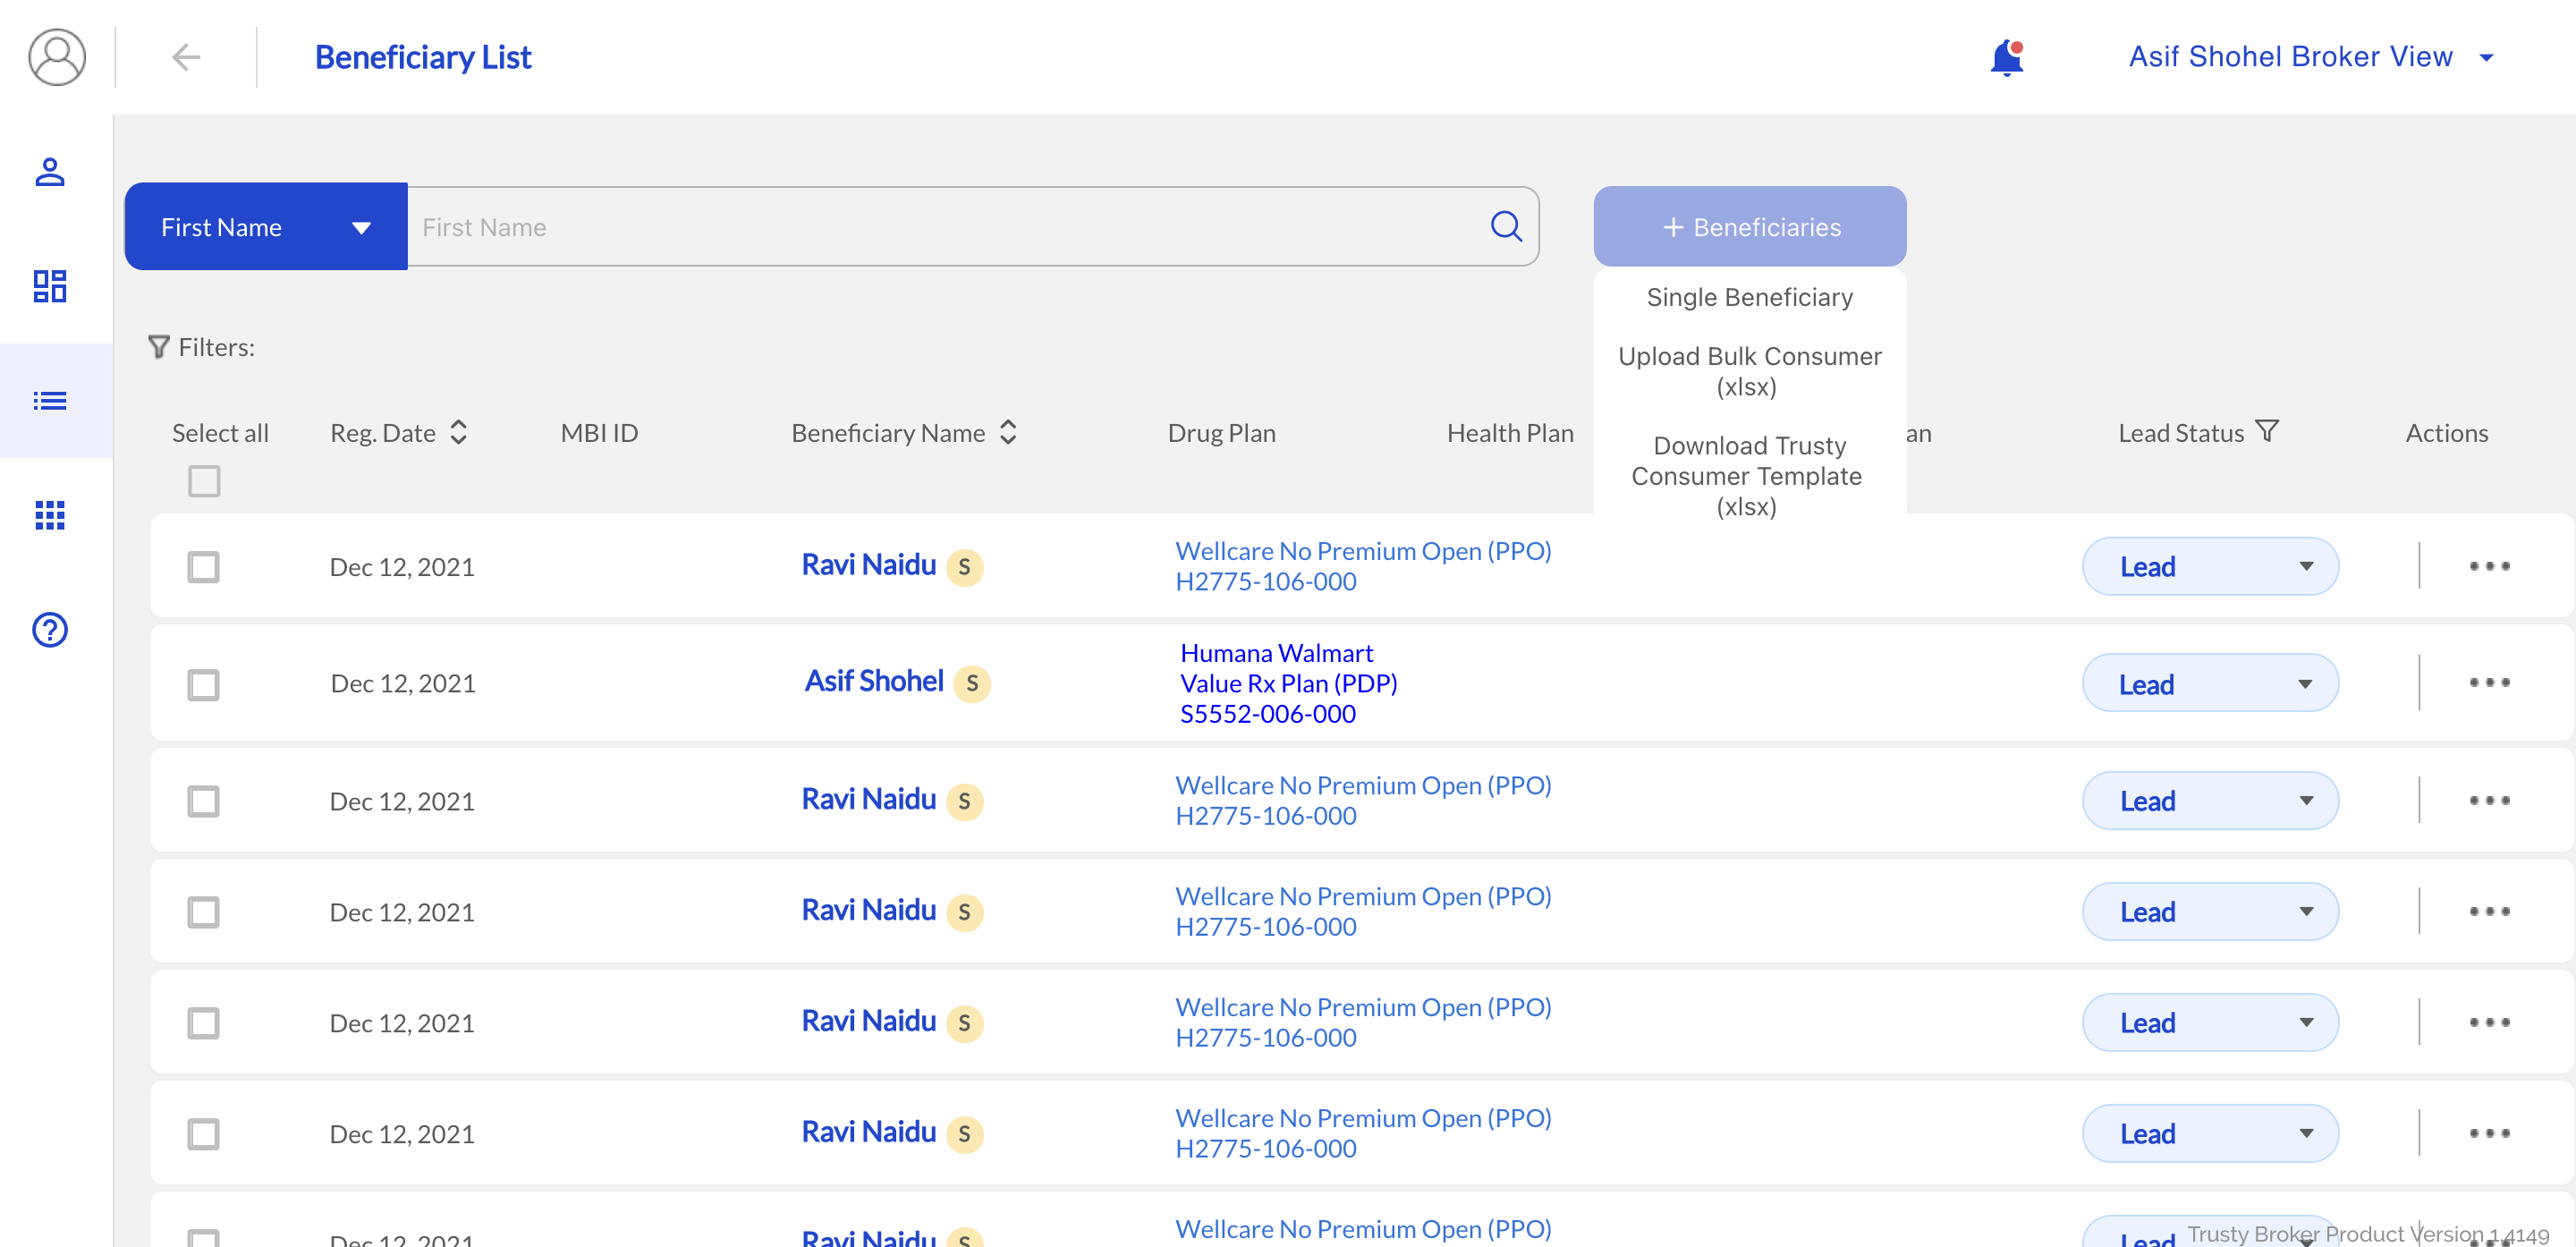 Beneficiary List
Asif Shohel Broker View
First Name
First Name
+ Beneficiaries
Single Beneficiary
Upload Bulk Consumer
(xlsx)
Download Trusty
Consumer Template
(xlsx)
Filters:
Select all
Reg. Date
MBI ID
Beneficiary Name
Drug Plan
Health Plan
an
Lead Status
Actions
Dec 12, 2021
Ravi Naidu S
Wellcare No Premium Open (PPO)
H2775-106-000
Lead
Dec 12, 2021
Asif Shohel S
Humana Walmart
Value Rx Plan (PDP)
S5552-006-000
Lead
Dec 12, 2021
Ravi Naidu S
Wellcare No Premium Open (PPO)
H2775-106-000
Lead
Dec 12, 2021
Ravi Naidu S
Wellcare No Premium Open (PPO)
H2775-106-000
Lead
Dec 12, 2021
Ravi Naidu S
Wellcare No Premium Open (PPO)
H2775-106-000
Lead
Dec 12, 2021
Ravi Naidu S
Wellcare No Premium Open (PPO)
H2775-106-000
Lead
Dec 12, 2021
Ravi Naidu S
Wellcare No Premium Open (PPO)
Lead
Trusty Broker Product Version 1.4149